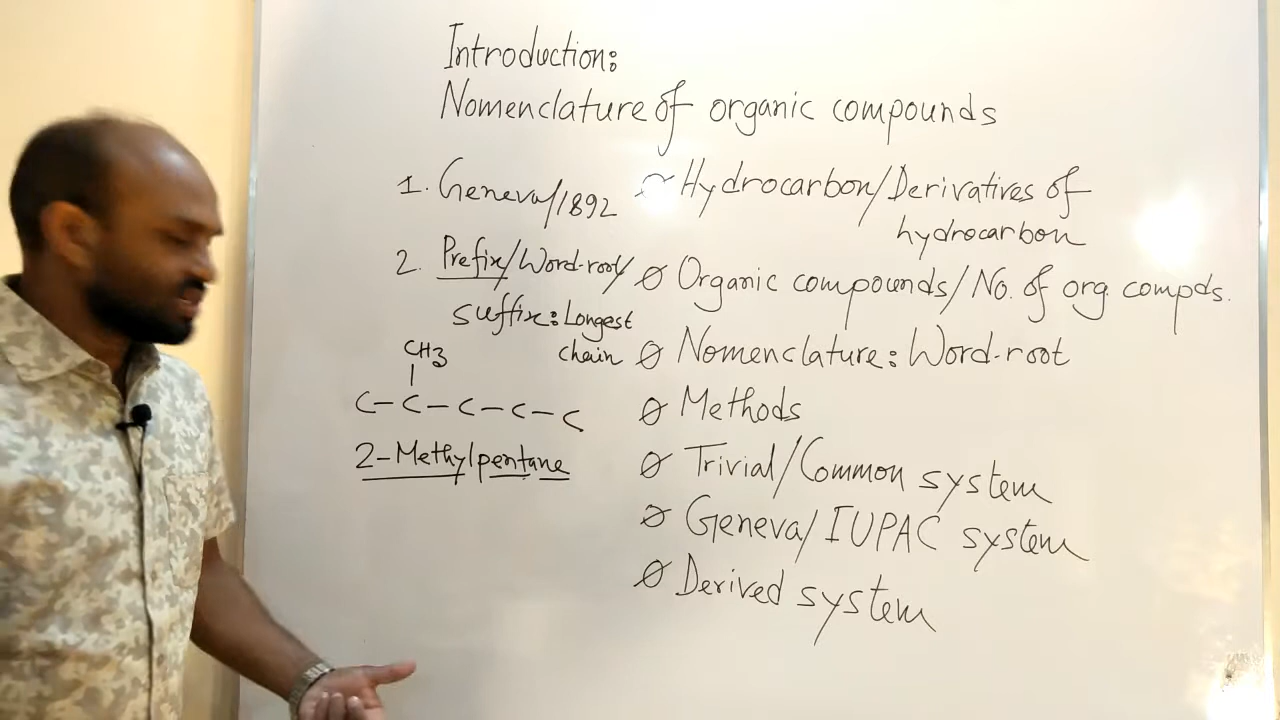 Introduction:
Nomenclature of organic compounds
1. Geneva/1892
2. Prefix/Word-root/
suffix: Longest
chain
CH3
C-C-C-C-C
2-Methylpentane
Hydrocarbon/Derivatives of
hydrocarbon
Organic compounds/No. of org. compds.
Nomenclature: Word-root
Methods
Trivial/Common system
Geneva/IUPAC system
Derived system